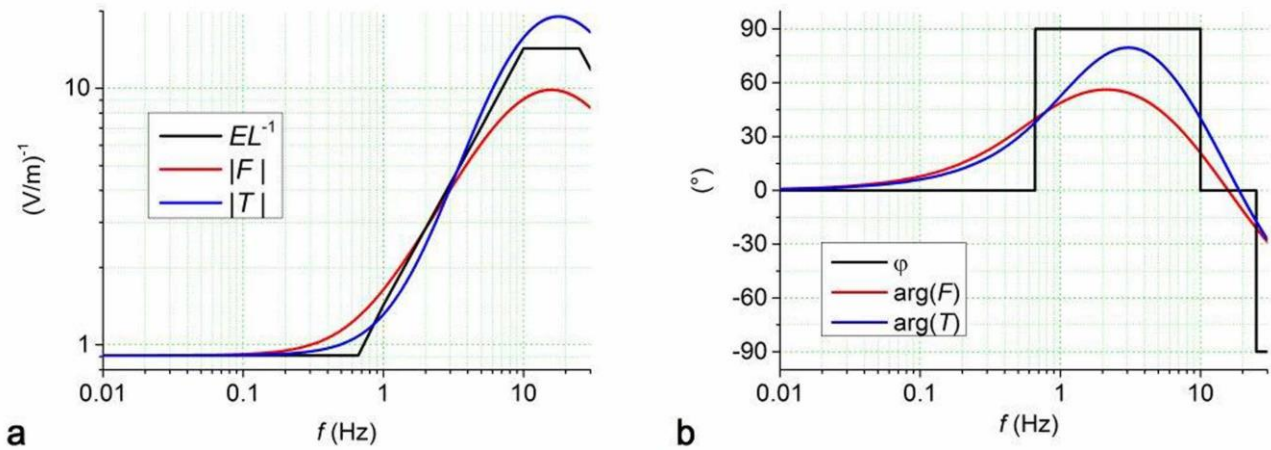 (V/m)⁻¹
10
1
EL⁻¹
|F|
|T|
0.01
0.1
1
10
f (Hz)
a
(°)
90
60
30
0
-30
-60
-90
φ
arg(F)
arg(T)
0.01
0.1
1
10
f (Hz)
b